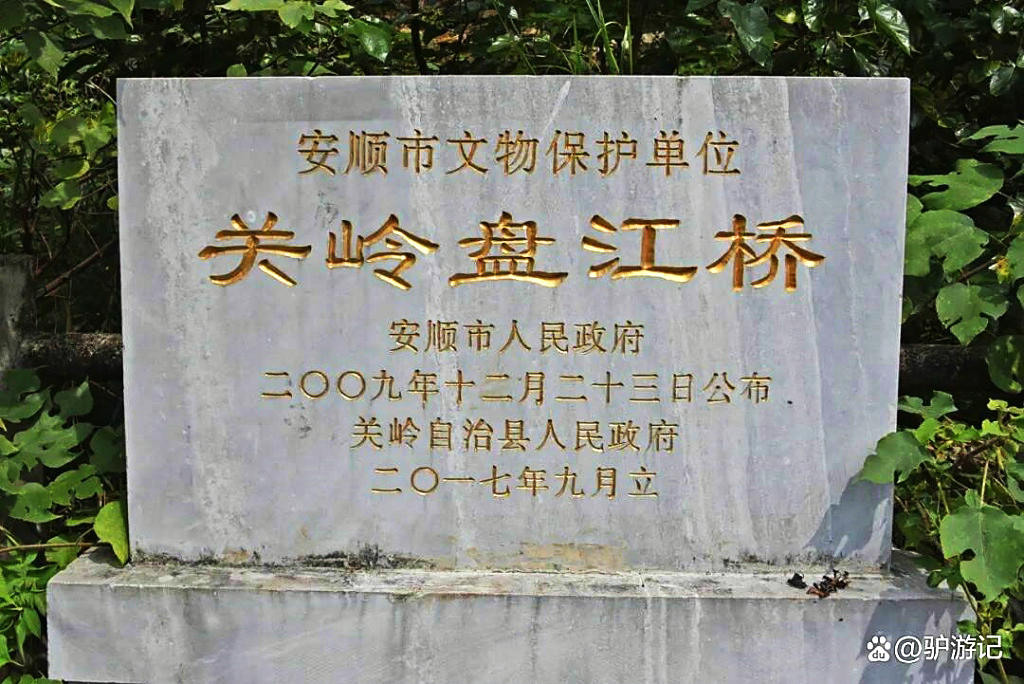 安顺市文物保护单位
关岭盘江桥
安顺市人民政府
二〇〇九年十二月二十三日公布
关岭自治县人民政府
二〇一七年九月立
du @驴游记